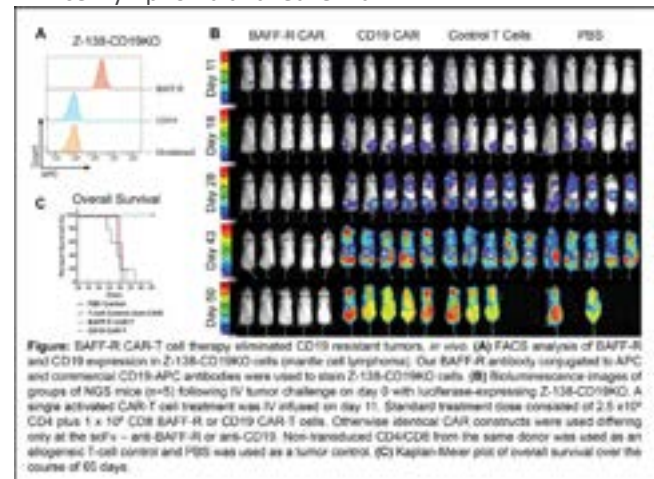 A
Z-138-CD19KO
BAFF-R
CD19
C
Overall Survival
B
BAFF-R CAR
CD19 CAR
Control T Cells
PBS
Day 11
Day 18
Day 29
Day 43
Day 50
Figure: BAFF-R CAR-T cell therapy eliminated CD19 resistant tumors, in vivo. (A) FACS analysis of BAFF-R
and CD19 expression in Z-138-CD19KO cells (mantle cell lymphoma). Our BAFF-R antibody conjugated to APC
and commercial CD19-APC antibodies were used to stain Z-138-CD19KO cells. (B) Bioluminescence images of
groups of NGS mice (n=5) following IV tumor challenge on day 0 with luciferase-expressing Z-138-CD19KO. A
single activated CAR-T cell treatment was IV infused on day 11. Standard treatment dose consisted of 2.5 x10⁶
CD4 plus 1 x 10⁶ CD8 BAFF-R or CD19 CAR-T cells. Otherwise identical CAR constructs were used differing
only at the scFv – anti-BAFF-R or anti-CD19. Non-transduced CD4/CD8 from the same donor was used as an
allogeneic T-cell control and PBS was used as a tumor control. (C) Kaplan-Meier plot of overall survival over the
course of 65 days.